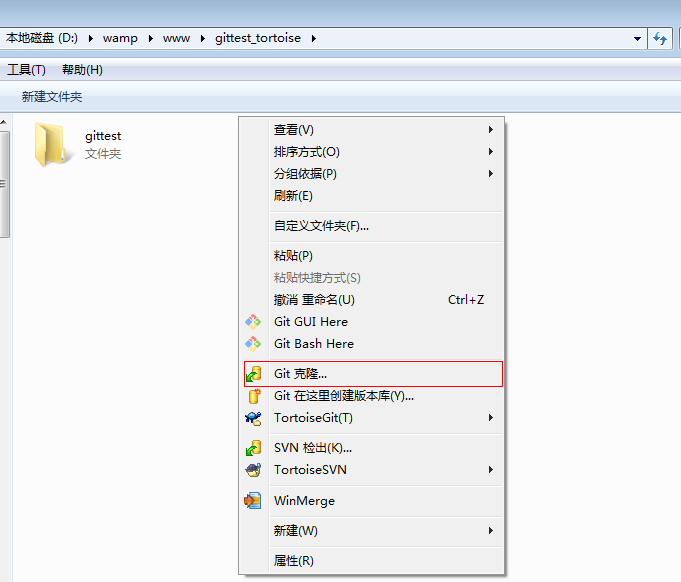 本地磁盘 (D:) wamp www gittest_tortoise
工具(T) 帮助(H)
新建文件夹
gittest
文件夹
查看(V)
排序方式(O)
分组依据(P)
刷新(E)
自定义文件夹(F)...
粘贴(P)
粘贴快捷方式(S)
撤消 重命名(U) Ctrl+Z
Git GUI Here
Git Bash Here
Git 克隆...
Git 在这里创建版本库(Y)...
TortoiseGit(T)
SVN 检出(K)...
TortoiseSVN
WinMerge
新建(W)
属性(R)